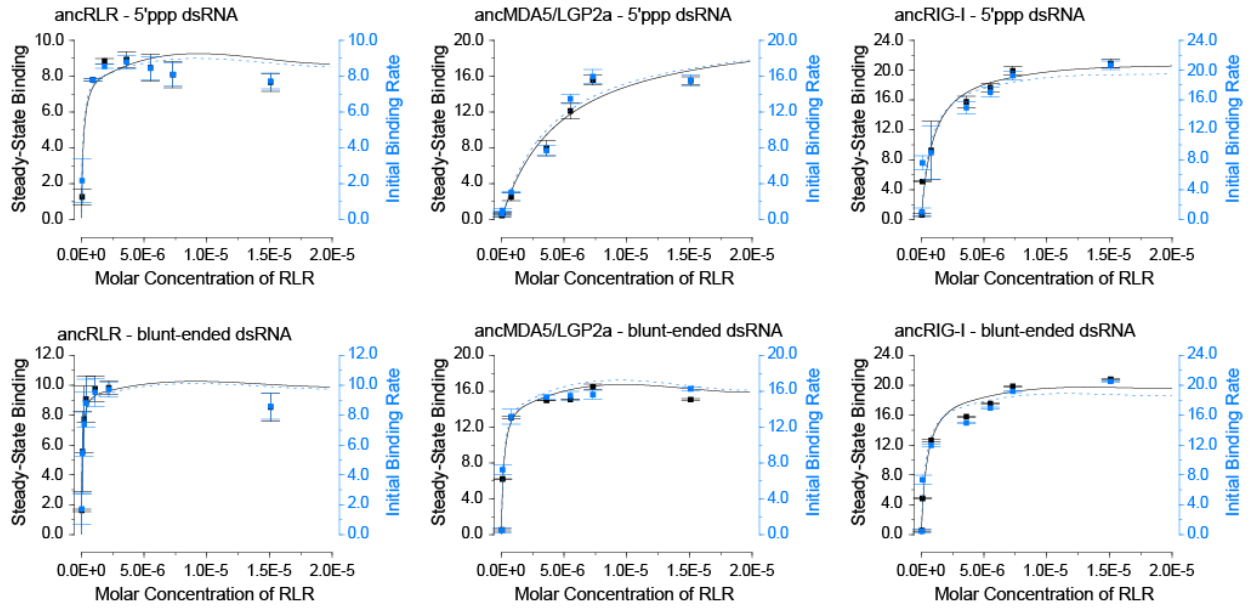 ancRLR - 5'ppp dsRNA
10.0
8.0
6.0
4.0
2.0
0.0
Steady-State Binding
10.0
8.0
6.0
4.0
2.0
0.0
Initial Binding Rate
0.0E+0 5.0E-6 1.0E-5 1.5E-5 2.0E-5
Molar Concentration of RLR
ancMDA5/LGP2a - 5'ppp dsRNA
20.0
16.0
12.0
8.0
4.0
0.0
Steady-State Binding
20.0
16.0
12.0
8.0
4.0
0.0
Initial Binding Rate
0.0E+0 5.0E-6 1.0E-5 1.5E-5 2.0E-5
Molar Concentration of RLR
ancRIG-I - 5'ppp dsRNA
24.0
20.0
16.0
12.0
8.0
4.0
0.0
Steady-State Binding
24.0
20.0
16.0
12.0
8.0
4.0
0.0
Initial Binding Rate
0.0E+0 5.0E-6 1.0E-5 1.5E-5 2.0E-5
Molar Concentration of RLR
ancRLR - blunt-ended dsRNA
12.0
10.0
8.0
6.0
4.0
2.0
0.0
Steady-State Binding
12.0
10.0
8.0
6.0
4.0
2.0
0.0
Initial Binding Rate
0.0E+0 5.0E-6 1.0E-5 1.5E-5 2.0E-5
Molar Concentration of RLR
ancMDA5/LGP2a - blunt-ended dsRNA
20.0
16.0
12.0
8.0
4.0
0.0
Steady-State Binding
20.0
16.0
12.0
8.0
4.0
0.0
Initial Binding Rate
0.0E+0 5.0E-6 1.0E-5 1.5E-5 2.0E-5
Molar Concentration of RLR
ancRIG-I - blunt-ended dsRNA
24.0
20.0
16.0
12.0
8.0
4.0
0.0
Steady-State Binding
24.0
20.0
16.0
12.0
8.0
4.0
0.0
Initial Binding Rate
0.0E+0 5.0E-6 1.0E-5 1.5E-5 2.0E-5
Molar Concentration of RLR